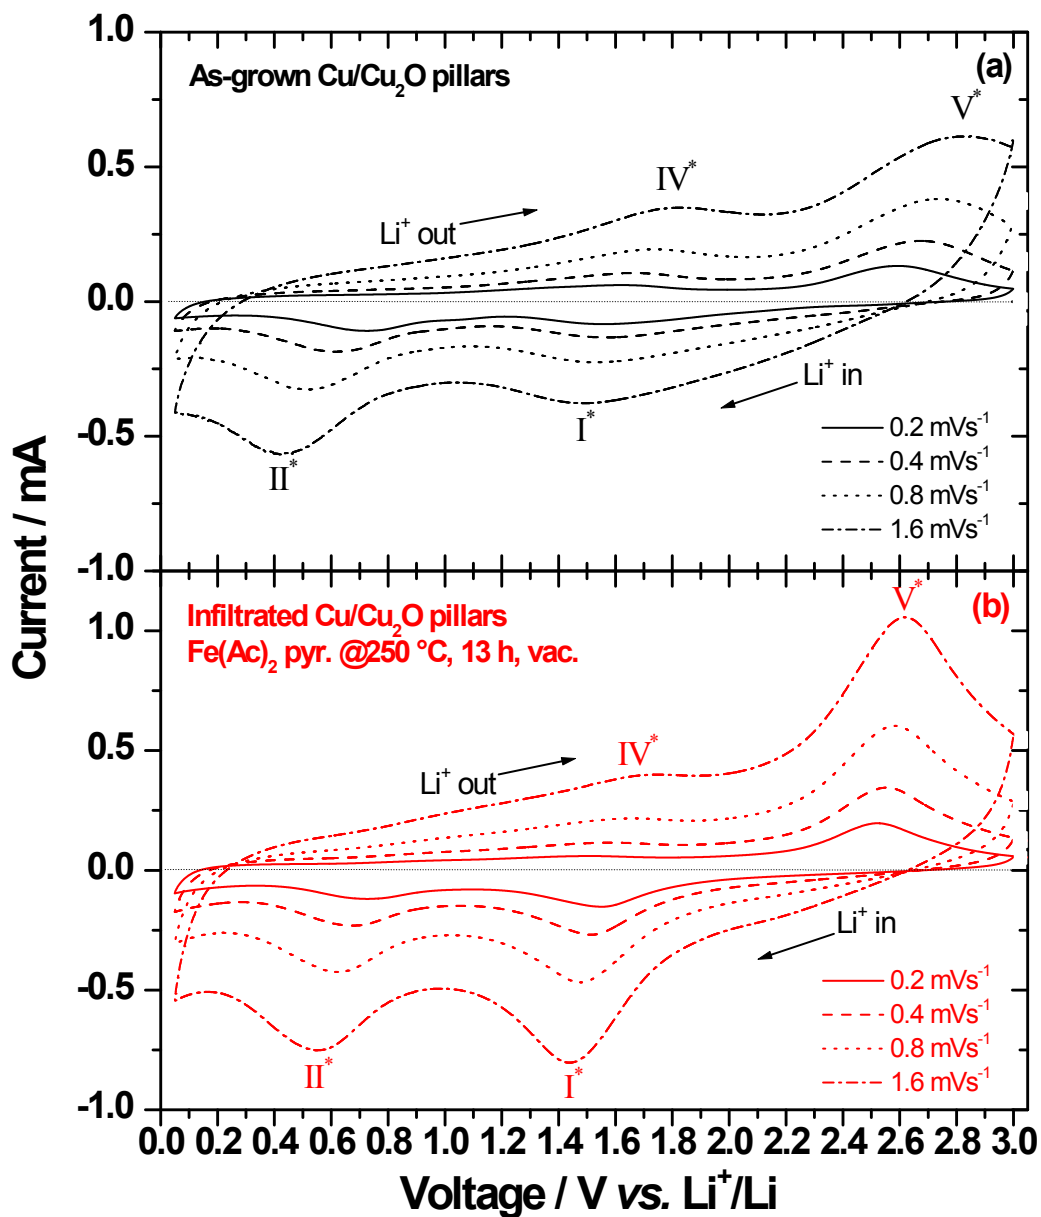 1.0
As-grown Cu/Cu₂O pillars
(a)
V*
0.5
IV*
Li⁺ out
0.0
Li⁺ in
I*
-0.5
II*
0.2 mVs⁻¹
0.4 mVs⁻¹
0.8 mVs⁻¹
1.6 mVs⁻¹
-1.0
Current / mA
Infiltrated Cu/Cu₂O pillars
Fe(Ac)₂ pyr. @250 °C, 13 h, vac.
(b)
V*
1.0
0.5
IV*
Li⁺ out
0.0
Li⁺ in
-0.5
II*
I*
0.2 mVs⁻¹
0.4 mVs⁻¹
0.8 mVs⁻¹
1.6 mVs⁻¹
-1.0
0.0 0.2 0.4 0.6 0.8 1.0 1.2 1.4 1.6 1.8 2.0 2.2 2.4 2.6 2.8 3.0
Voltage / V vs. Li⁺/Li